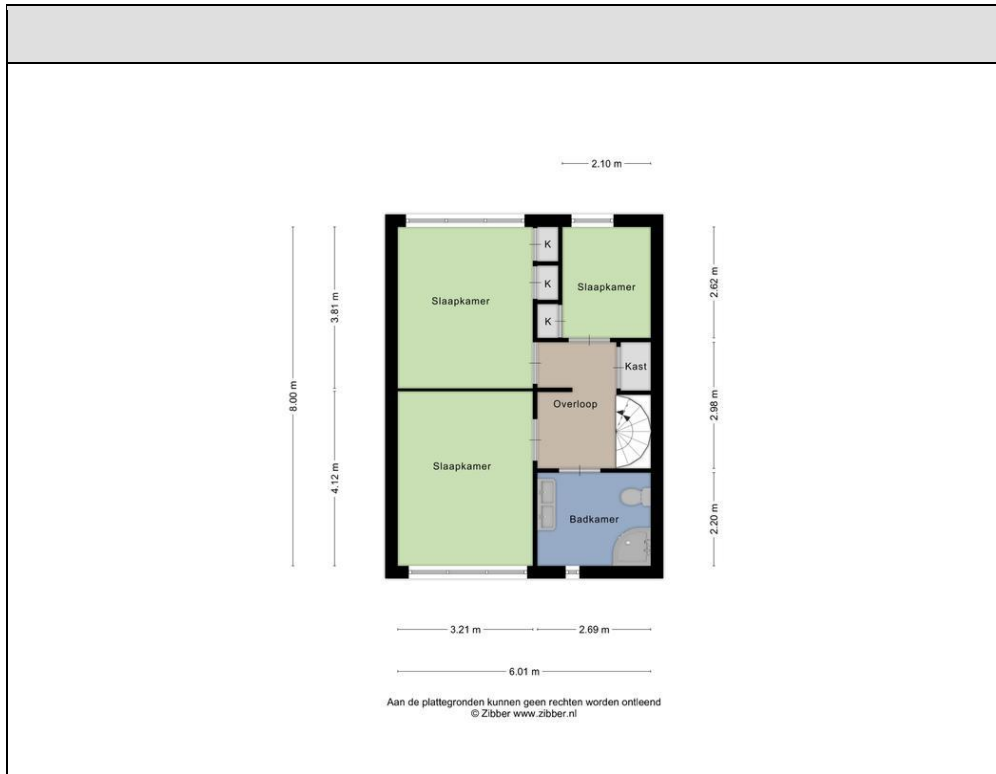 2.10 m
K
K
Slaapkamer
Slaapkamer
K
2.62 m
3.81 m
Kast
8.00 m
Overloop
2.98 m
Slaapkamer
4.12 m
Badkamer
2.20 m
3.21 m
2.69 m
6.01 m
Aan de plattegronden kunnen geen rechten worden ontleend
© Zibber www.zibber.nl